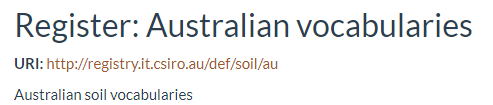 Register: Australian vocabularies
URI: http://registry.it.csiro.au/def/soil/au
Australian soil vocabularies